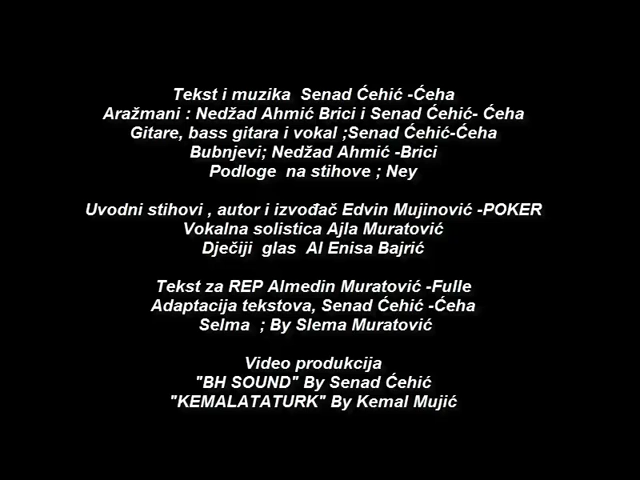 Tekst i muzika  Senad Ćehić -Ćeha
Aražmani : Nedžad Ahmić Brici i Senad Ćehić- Ćeha
Gitare, bass gitara i vokal ;Senad Ćehić-Ćeha
Bubnjevi; Nedžad Ahmić -Brici
Podloge  na stihove ; Ney
Uvodni stihovi , autor i izvođač Edvin Mujinović -POKER
Vokalna solistica Ajla Muratović
Dječiji  glas  Al Enisa Bajrić
Tekst za REP Almedin Muratović -Fulle
Adaptacija tekstova, Senad Ćehić -Ćeha
Selma  ; By Slema Muratović
Video produkcija
"BH SOUND" By Senad Ćehić
"KEMALATATURK" By Kemal Mujić